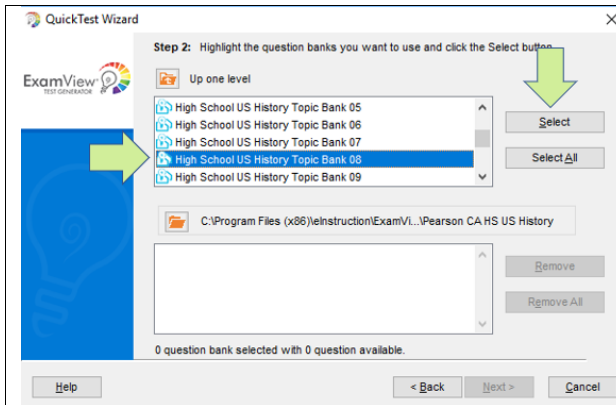 QuickTest Wizard
Step 2: Highlight the question banks you want to use and click the Select button.
ExamView
TEST GENERATOR
Up one level
High School US History Topic Bank 05
High School US History Topic Bank 06
High School US History Topic Bank 07
High School US History Topic Bank 08
High School US History Topic Bank 09
Select
Select All
C:\Program Files (x86)\eInstruction\ExamVi...\Pearson CA HS US History
Remove
Remove All
0 question bank selected with 0 question available.
Help
< Back
Next >
Cancel